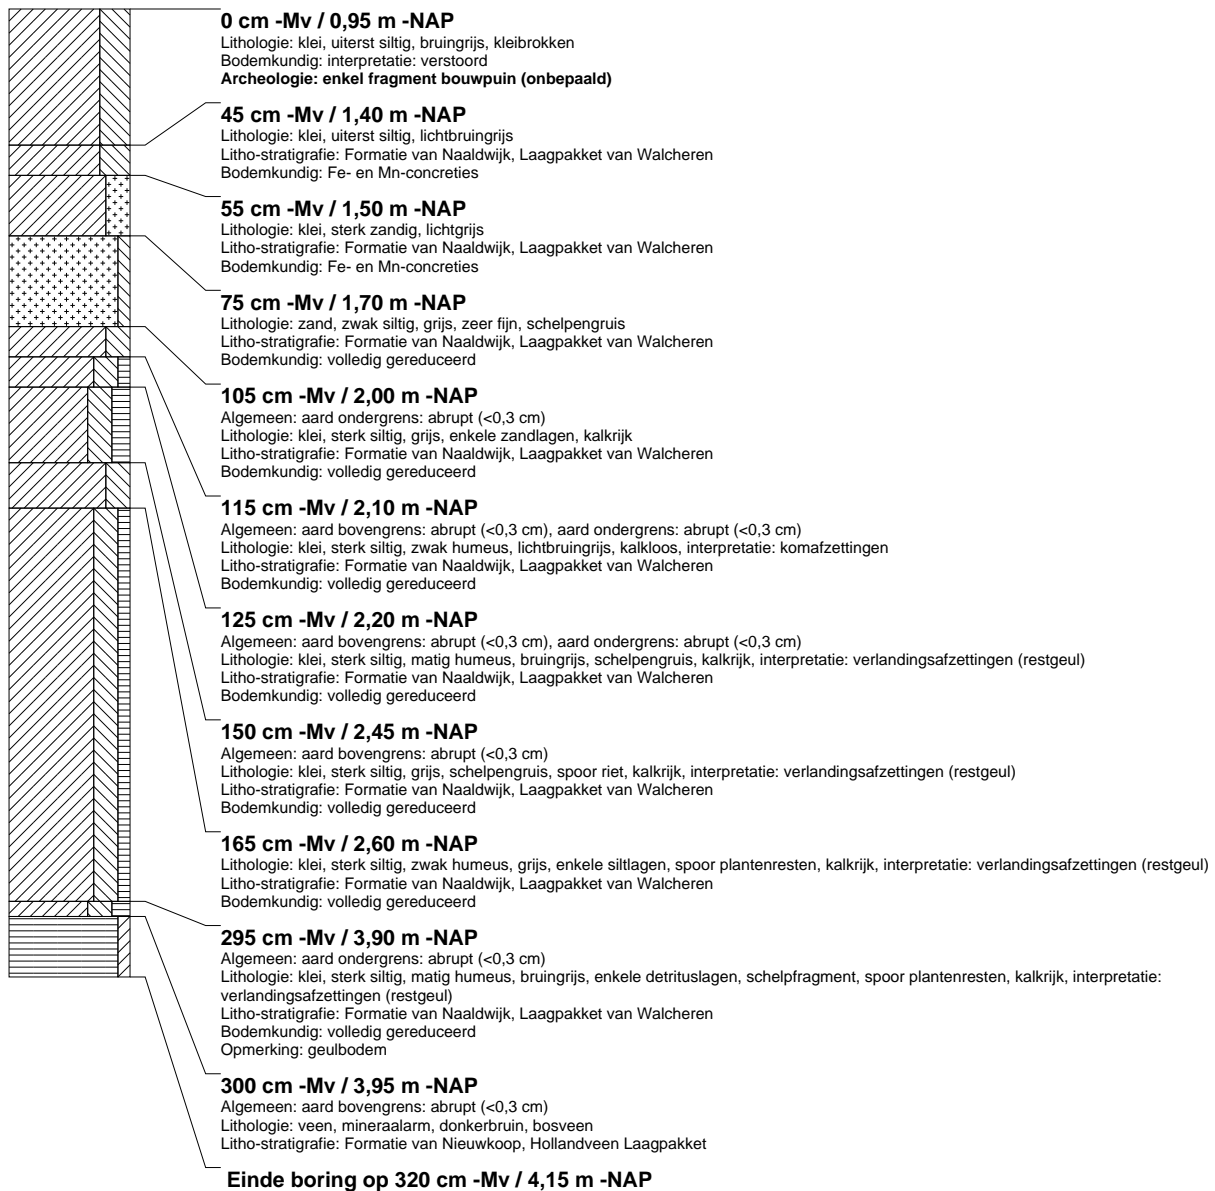 0 cm -Mv / 0,95 m -NAP
Lithologie: klei, uiterst siltig, bruingrijs, kleibrokken
Bodemkundig: interpretatie: verstoord
Archeologie: enkel fragment bouwpuin (onbepaald)
45 cm -Mv / 1,40 m -NAP
Lithologie: klei, uiterst siltig, lichtbruingrijs
Litho-stratigrafie: Formatie van Naaldwijk, Laagpakket van Walcheren
Bodemkundig: Fe- en Mn-concreties
55 cm -Mv / 1,50 m -NAP
Lithologie: klei, sterk zandig, lichtgrijs
Litho-stratigrafie: Formatie van Naaldwijk, Laagpakket van Walcheren
Bodemkundig: Fe- en Mn-concreties
75 cm -Mv / 1,70 m -NAP
Lithologie: zand, zwak siltig, grijs, zeer fijn, schelpengruis
Litho-stratigrafie: Formatie van Naaldwijk, Laagpakket van Walcheren
Bodemkundig: volledig gereduceerd
105 cm -Mv / 2,00 m -NAP
Algemeen: aard ondergrens: abrupt (<0,3 cm)
Lithologie: klei, sterk siltig, grijs, enkele zandlagen, kalkrijk
Litho-stratigrafie: Formatie van Naaldwijk, Laagpakket van Walcheren
Bodemkundig: volledig gereduceerd
115 cm -Mv / 2,10 m -NAP
Algemeen: aard bovengrens: abrupt (<0,3 cm), aard ondergrens: abrupt (<0,3 cm)
Lithologie: klei, sterk siltig, zwak humeus, lichtbruingrijs, kalkloos, interpretatie: komafzettingen
Litho-stratigrafie: Formatie van Naaldwijk, Laagpakket van Walcheren
Bodemkundig: volledig gereduceerd
125 cm -Mv / 2,20 m -NAP
Algemeen: aard bovengrens: abrupt (<0,3 cm), aard ondergrens: abrupt (<0,3 cm)
Lithologie: klei, sterk siltig, matig humeus, bruingrijs, schelpengruis, kalkrijk, interpretatie: verlandingsafzettingen (restgeul)
Litho-stratigrafie: Formatie van Naaldwijk, Laagpakket van Walcheren
Bodemkundig: volledig gereduceerd
150 cm -Mv / 2,45 m -NAP
Algemeen: aard bovengrens: abrupt (<0,3 cm)
Lithologie: klei, sterk siltig, grijs, schelpengruis, spoor riet, kalkrijk, interpretatie: verlandingsafzettingen (restgeul)
Litho-stratigrafie: Formatie van Naaldwijk, Laagpakket van Walcheren
Bodemkundig: volledig gereduceerd
165 cm -Mv / 2,60 m -NAP
Lithologie: klei, sterk siltig, zwak humeus, grijs, enkele siltlagen, spoor plantenresten, kalkrijk, interpretatie: verlandingsafzettingen (restgeul)
Litho-stratigrafie: Formatie van Naaldwijk, Laagpakket van Walcheren
Bodemkundig: volledig gereduceerd
295 cm -Mv / 3,90 m -NAP
Algemeen: aard ondergrens: abrupt (<0,3 cm)
Lithologie: klei, sterk siltig, matig humeus, bruingrijs, enkele detrituslagen, schelpfragment, spoor plantenresten, kalkrijk, interpretatie:
verlandingsafzettingen (restgeul)
Litho-stratigrafie: Formatie van Naaldwijk, Laagpakket van Walcheren
Bodemkundig: volledig gereduceerd
Opmerking: geulbodem
300 cm -Mv / 3,95 m -NAP
Algemeen: aard bovengrens: abrupt (<0,3 cm)
Lithologie: veen, mineraalarm, donkerbruin, bosveen
Litho-stratigrafie: Formatie van Nieuwkoop, Hollandveen Laagpakket
Einde boring op 320 cm -Mv / 4,15 m -NAP